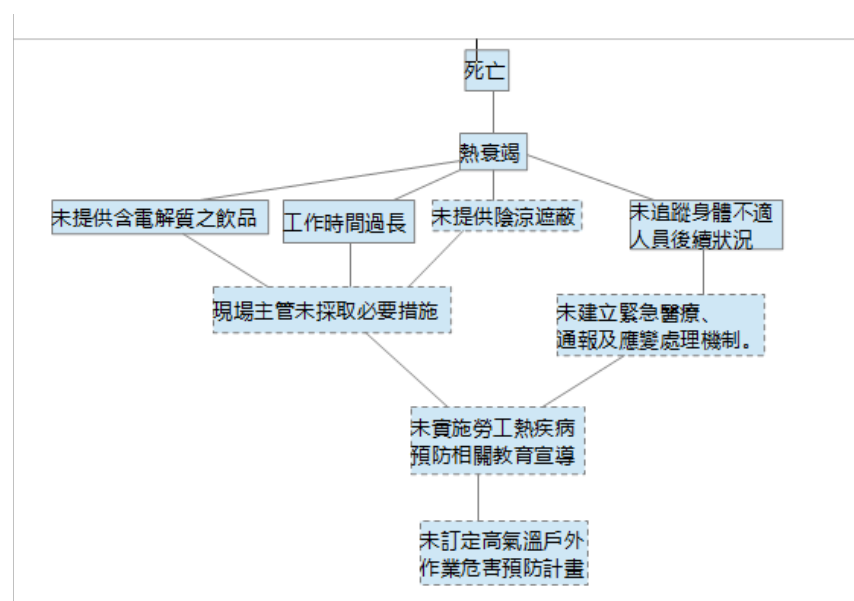 死亡
熱衰竭
未提供含電解質之飲品
工作時間過長
未提供陰涼遮蔽
未追蹤身體不適
人員後續狀況
現場主管未採取必要措施
未建立緊急醫療、
通報及應變處理機制。
未實施勞工熱疾病
預防相關教育宣導
未訂定高氣溫戶外
作業危害預防計畫